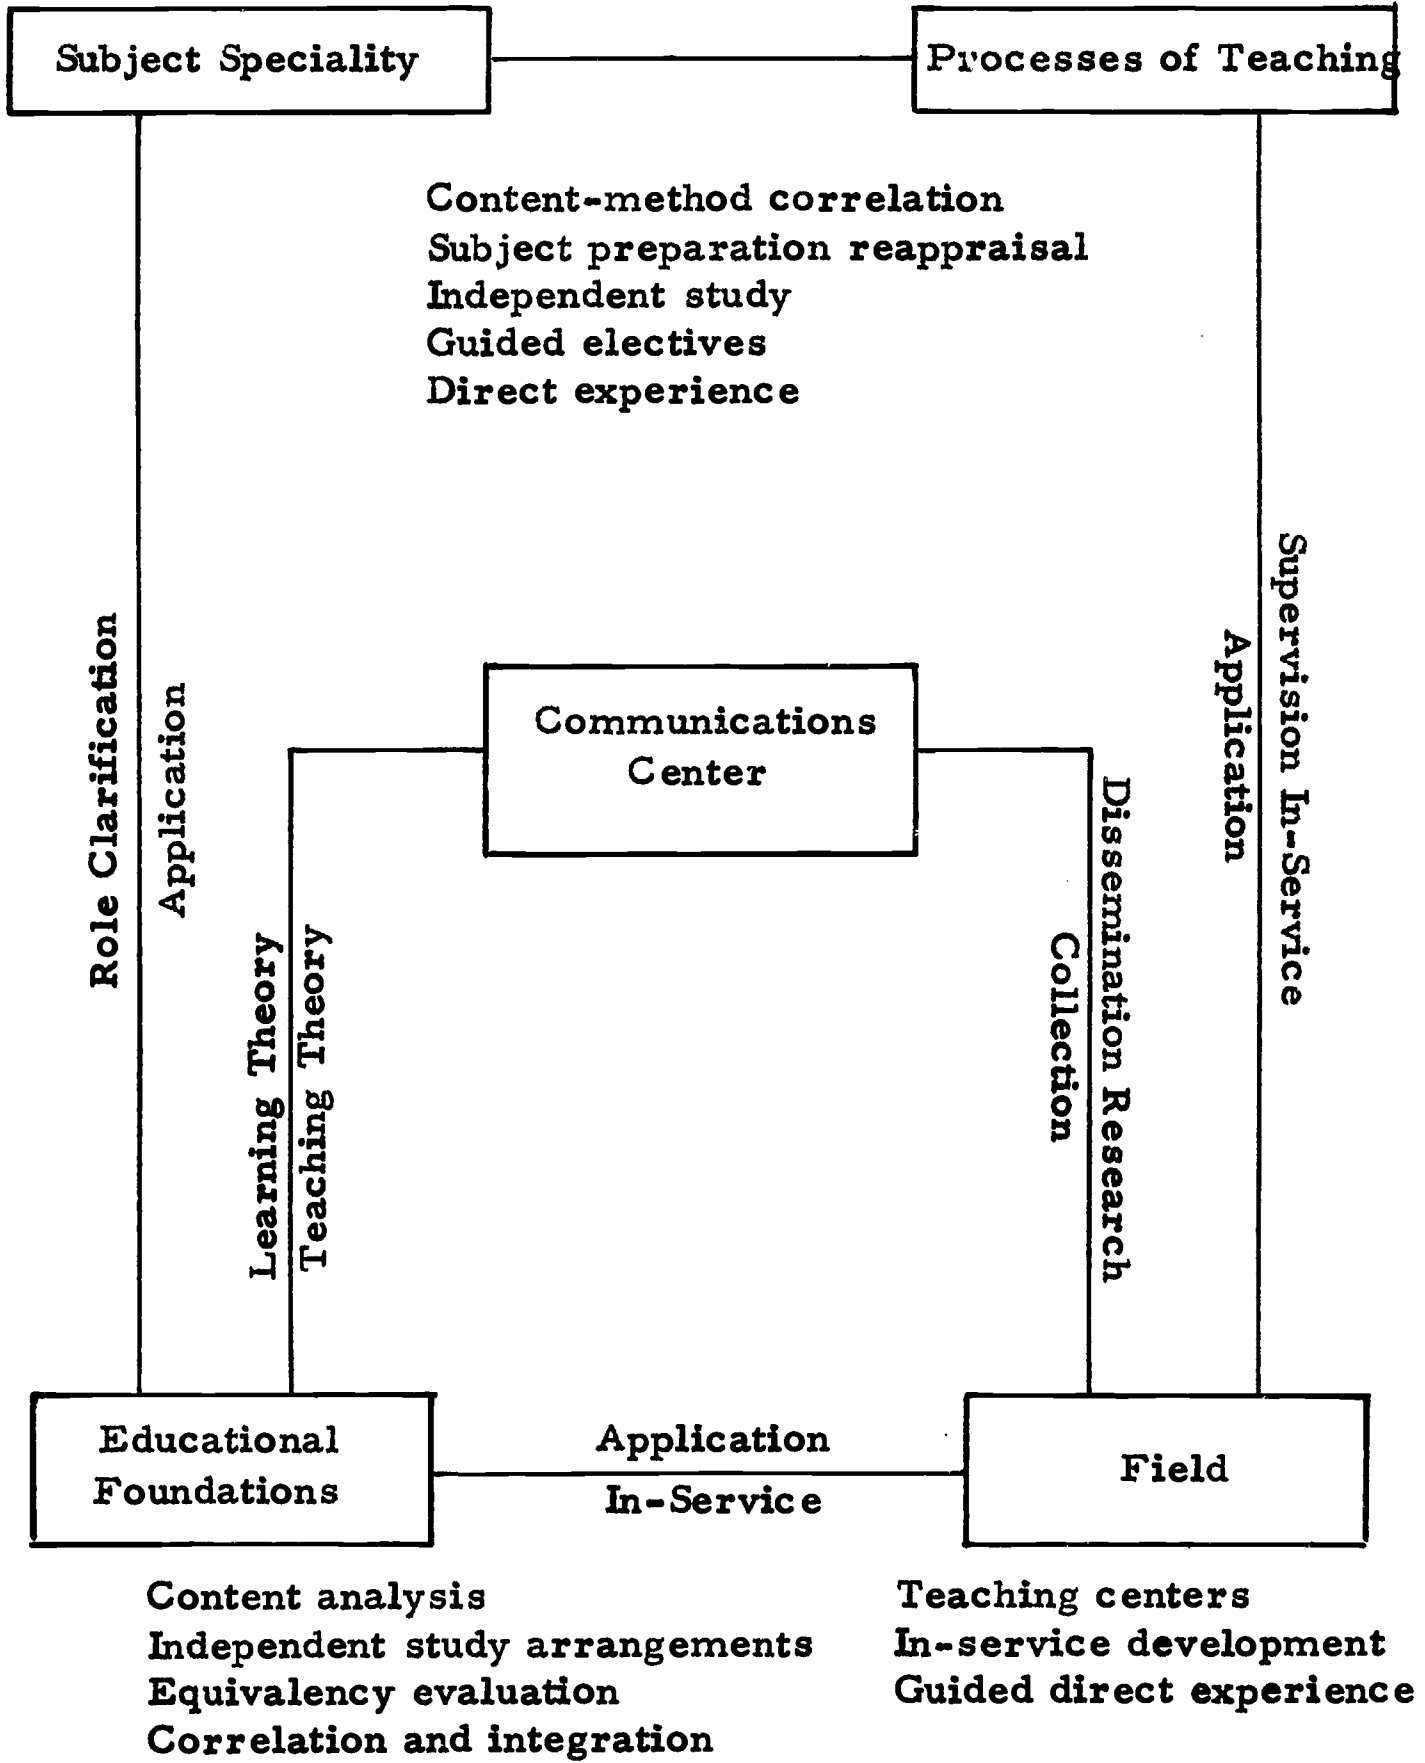 Subject Speciality
Processes of Teaching
Content-method correlation
Subject preparation reappraisal
Independent study
Guided electives
Direct experience
Role Clarification
Application
Communications
Center
Supervision In-Service
Application
Learning Theory
Teaching Theory
Dissemination Research
Collection
Educational
Foundations
Application
In-Service
Field
Content analysis
Independent study arrangements
Equivalency evaluation
Correlation and integration
Teaching centers
In-service development
Guided direct experience